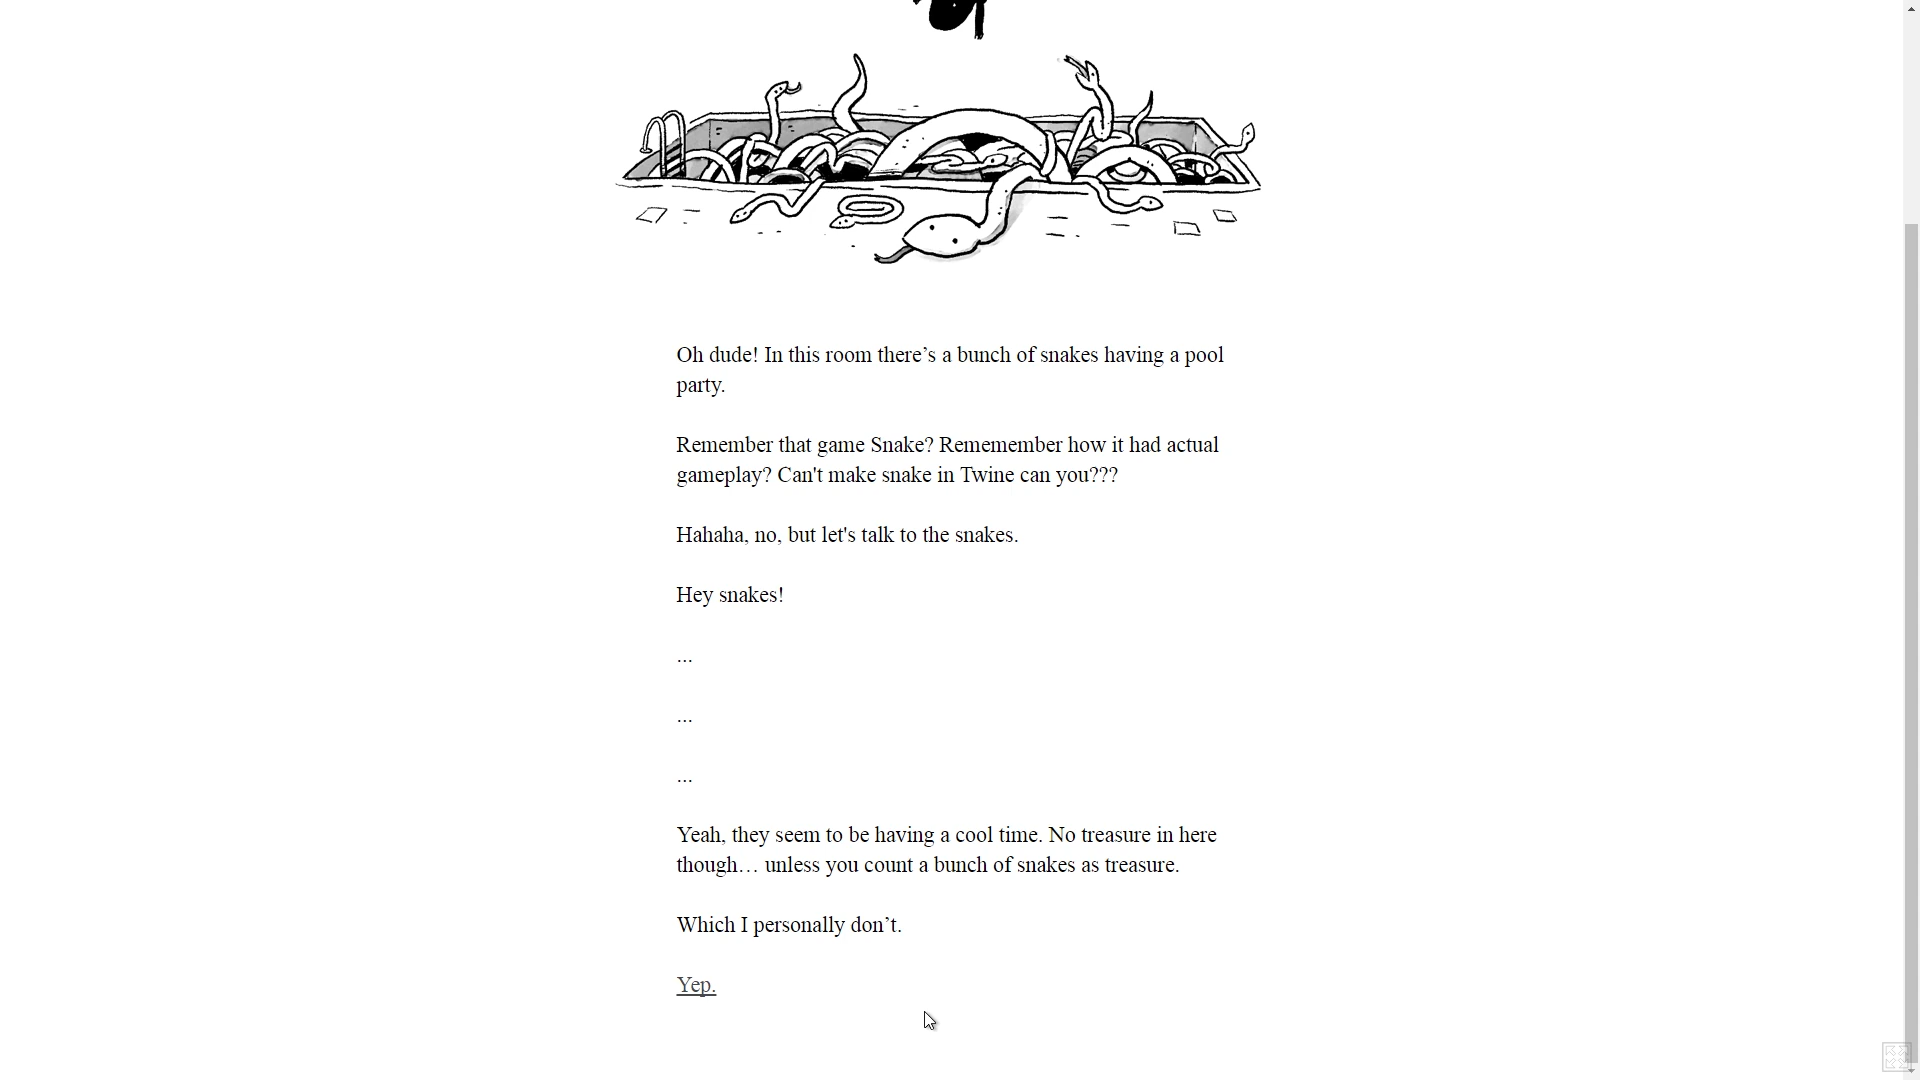 Oh dude! In this room there’s a bunch of snakes having a pool
party.
Remember that game Snake? Rememember how it had actual
gameplay? Can't make snake in Twine can you???
Hahaha, no, but let's talk to the snakes.
Hey snakes!
...
...
...
Yeah, they seem to be having a cool time. No treasure in here
though… unless you count a bunch of snakes as treasure.
Which I personally don’t.
Yep.